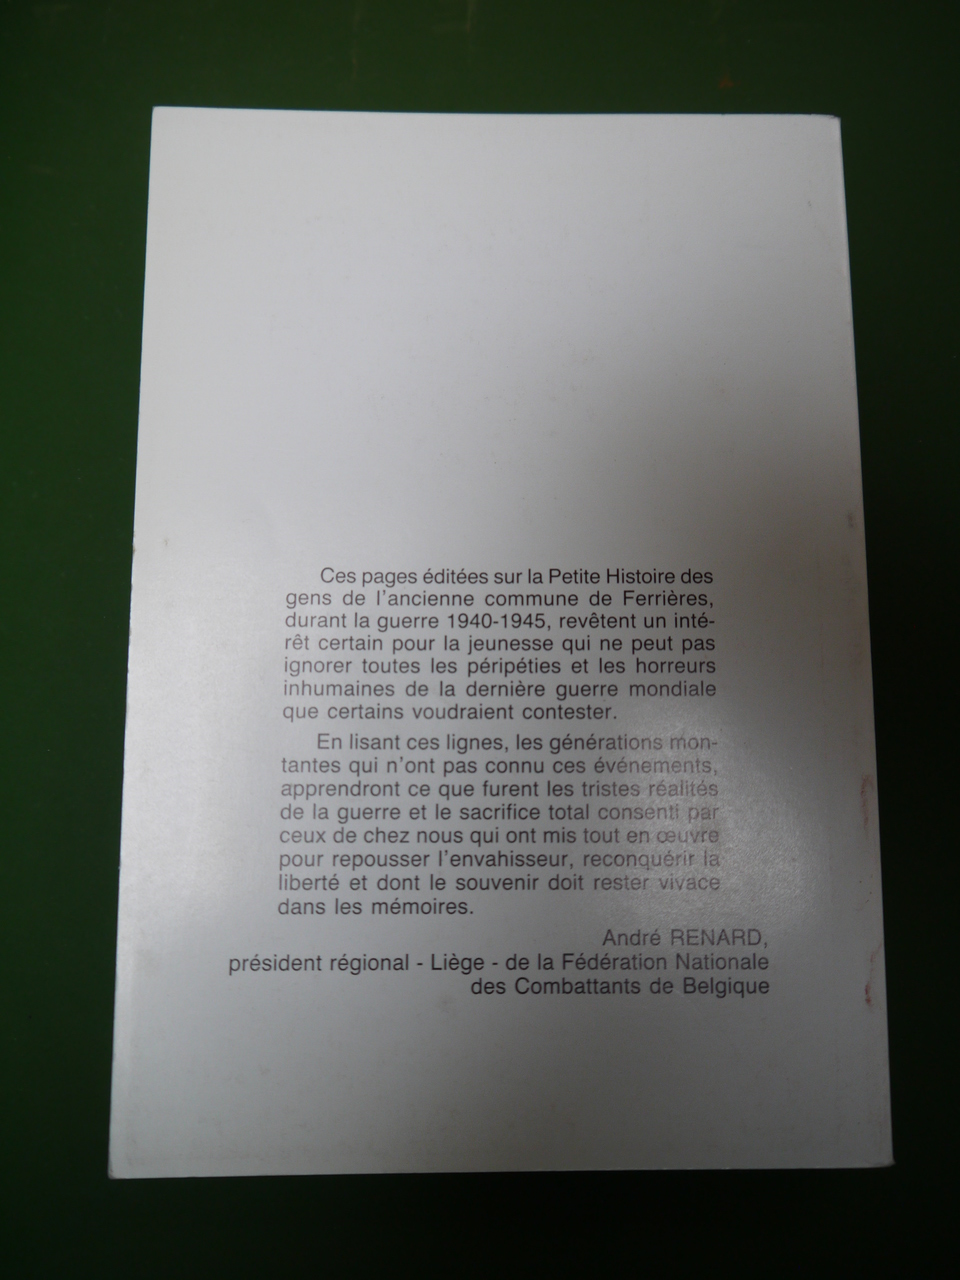 Ces pages éditées sur la Petite Histoire des
gens de l'ancienne commune de Ferrières,
durant la guerre 1940-1945, revêtent un inté-
rêt certain pour la jeunesse qui ne peut pas
ignorer toutes les péripéties et les horreurs
inhumaines de la dernière guerre mondiale
que certains voudraient contester.
En lisant ces lignes, les générations mon-
tantes qui n'ont pas connu ces événements,
apprendront ce que furent les tristes réalités
de la guerre et le sacrifice total consenti par
ceux de chez nous qui ont mis tout en œuvre
pour repousser l'envahisseur, reconquérir la
liberté et dont le souvenir doit rester vivace
dans les mémoires.
André RENARD,
président régional - Liège - de la Fédération Nationale
des Combattants de Belgique